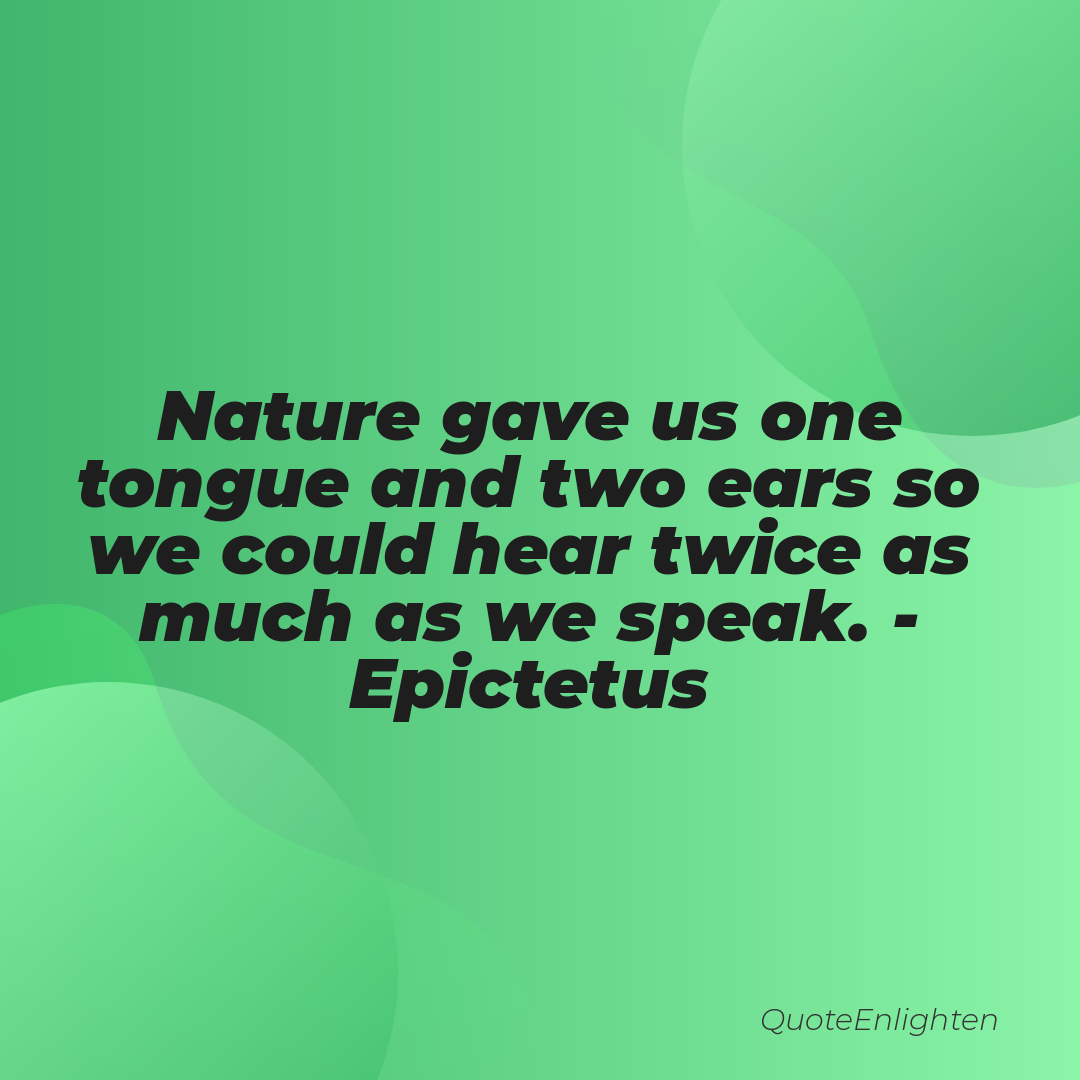 Nature gave us one
tongue and two ears so
we could hear twice as
much as we speak. -
Epictetus
QuoteEnlighten